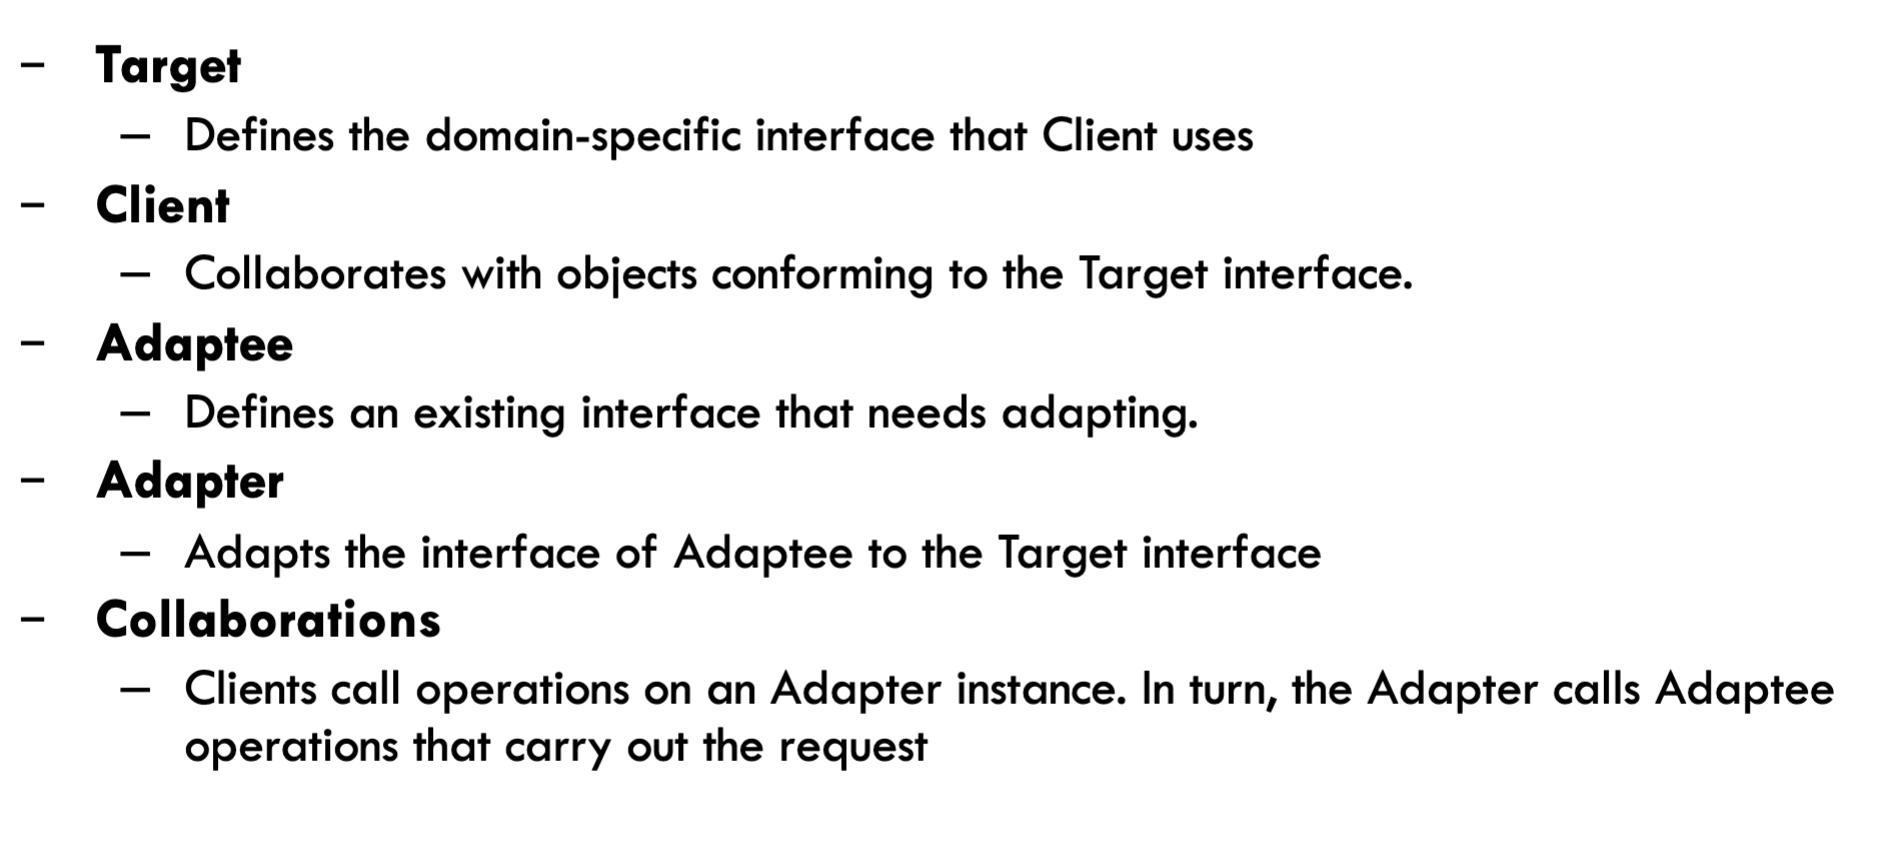 – Target
– Defines the domain-specific interface that Client uses
– Client
– Collaborates with objects conforming to the Target interface.
– Adaptee
– Defines an existing interface that needs adapting.
– Adapter
– Adapts the interface of Adaptee to the Target interface
– Collaborations
– Clients call operations on an Adapter instance. In turn, the Adapter calls Adaptee
operations that carry out the request